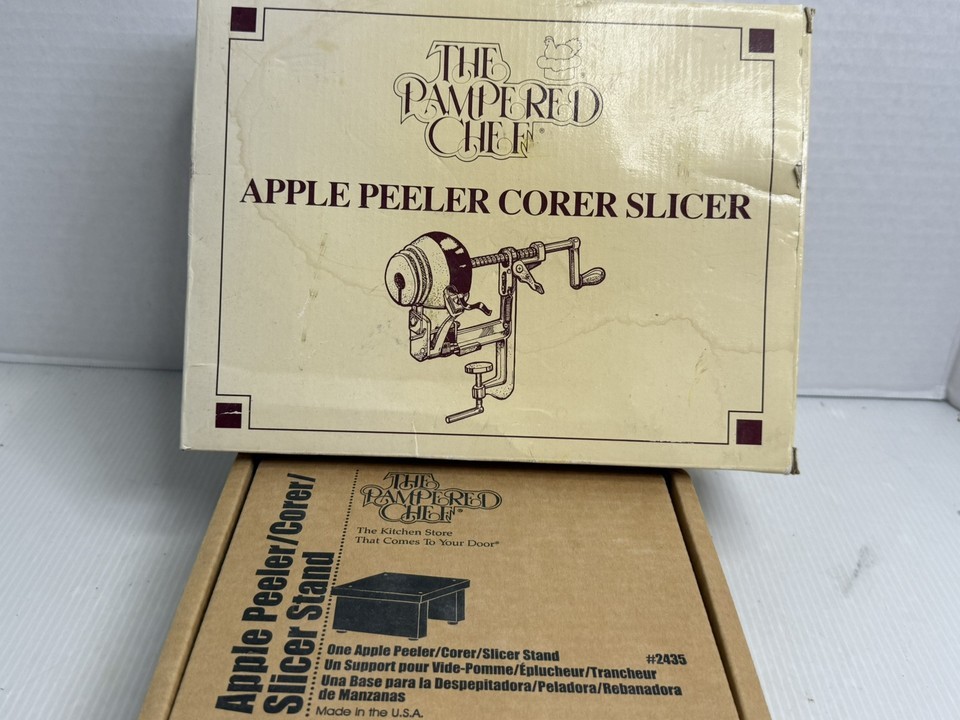 THE
PAMPERED
CHEF®
APPLE PEELER CORER SLICER
Apple Peeler/Corer/
Slicer Stand
THE
PAMPERED
CHEF®
The Kitchen Store
That Comes To Your Door®
One Apple Peeler/Corer/Slicer Stand
#2435
Un Support pour Vide-Pomme/Éplucheur/Trancheur
Una Base para la Despepitadora/Peladora/Rebanadora
de Manzanas
Made in the U.S.A.